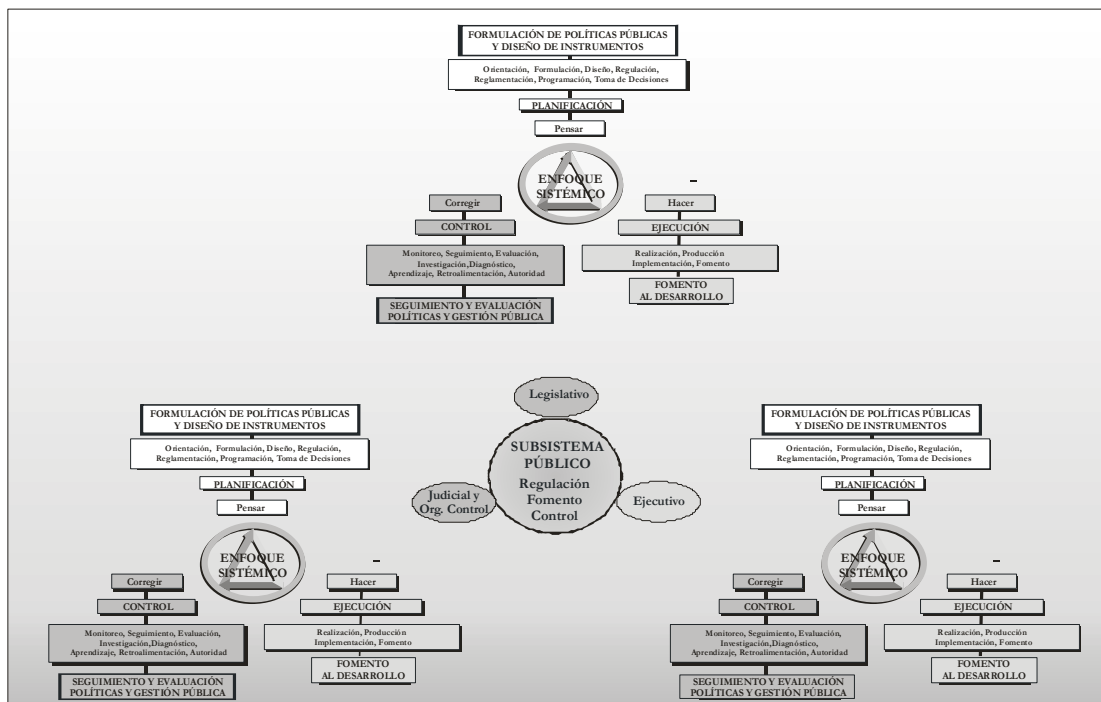 FORMULACIÓN DE POLÍTICAS PÚBLICAS
Y DISEÑO DE INSTRUMENTOS
Orientación, Formulación, Diseño, Regulación,
Reglamentación, Programación, Toma de Decisiones
PLANIFICACIÓN
Pensar
ENFOQUE
SISTÉMICO
Corregir
CONTROL
Monitoreo, Seguimiento, Evaluación,
Investigación,Diagnóstico,
Aprendizaje, Retroalimentación, Autoridad
SEGUIMIENTO Y EVALUACIÓN
POLÍTICAS Y GESTIÓN PÚBLICA
Hacer
EJECUCIÓN
Realización, Producción
Implementación, Fomento
FOMENTO
AL DESARROLLO
Legislativo
SUBSISTEMA
PÚBLICO
Regulación
Fomento
Control
Judicial y
Org. Control
Ejecutivo
FORMULACIÓN DE POLÍTICAS PÚBLICAS
Y DISEÑO DE INSTRUMENTOS
Orientación, Formulación, Diseño, Regulación,
Reglamentación, Programación, Toma de Decisiones
PLANIFICACIÓN
Pensar
ENFOQUE
SISTÉMICO
Corregir
CONTROL
Monitoreo, Seguimiento, Evaluación,
Investigación,Diagnóstico,
Aprendizaje, Retroalimentación, Autoridad
SEGUIMIENTO Y EVALUACIÓN
POLÍTICAS Y GESTIÓN PÚBLICA
Hacer
EJECUCIÓN
Realización, Producción
Implementación, Fomento
FOMENTO
AL DESARROLLO
FORMULACIÓN DE POLÍTICAS PÚBLICAS
Y DISEÑO DE INSTRUMENTOS
Orientación, Formulación, Diseño, Regulación,
Reglamentación, Programación, Toma de Decisiones
PLANIFICACIÓN
Pensar
ENFOQUE
SISTÉMICO
Corregir
CONTROL
Monitoreo, Seguimiento, Evaluación,
Investigación,Diagnóstico,
Aprendizaje, Retroalimentación, Autoridad
SEGUIMIENTO Y EVALUACIÓN
POLÍTICAS Y GESTIÓN PÚBLICA
Hacer
EJECUCIÓN
Realización, Producción
Implementación, Fomento
FOMENTO
AL DESARROLLO